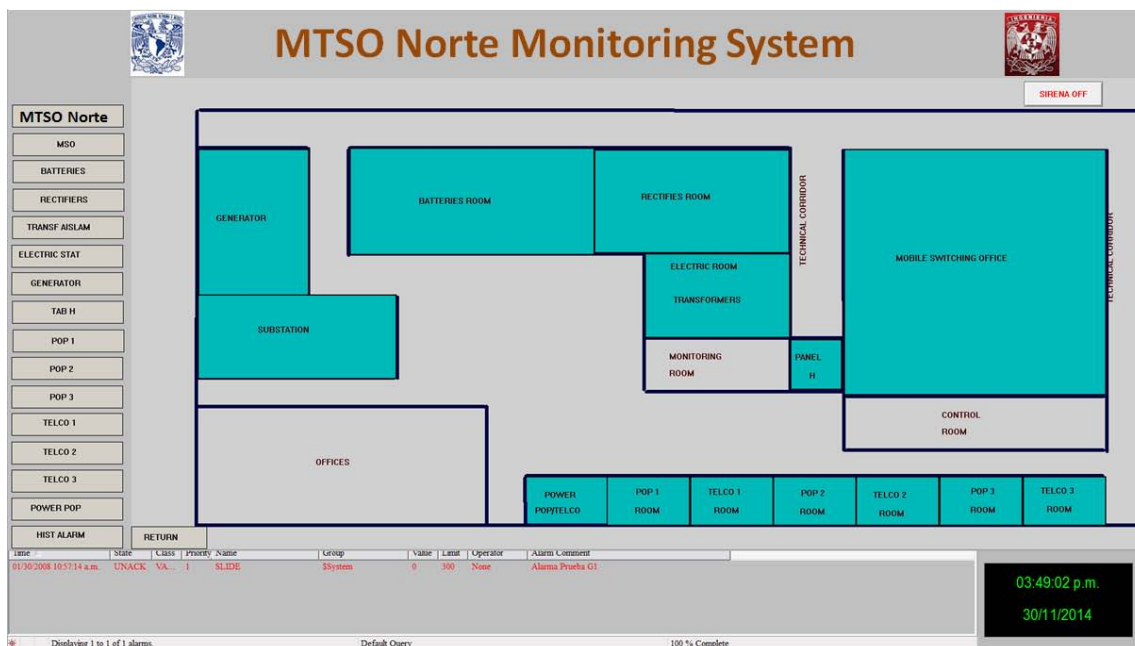 MTSO Norte Monitoring System
INGENIERIA
SIRENA OFF
MTSO Norte
MSO
BATTERIES
RECTIFIERS
TRANSF AISLAM
ELECTRIC STAT
GENERATOR
TAB H
POP 1
POP 2
POP 3
TELCO 1
TELCO 2
TELCO 3
POWER POP
HIST ALARM
RETURN
GENERATOR
SUBSTATION
OFFICES
BATTERIES ROOM
RECTIFIES ROOM
ELECTRIC ROOM
TRANSFORMERS
MONITORING
ROOM
PANEL
H
TECHNICAL CORRIDOR
MOBILE SWITCHING OFFICE
TECHNICAL CORRIDOR
CONTROL
ROOM
POWER
POP/TELCO
POP 1
ROOM
TELCO 1
ROOM
POP 2
ROOM
TELCO 2
ROOM
POP 3
ROOM
TELCO 3
ROOM
Time State Class Priority Name Group Value Limit Operator Alarm Comment
01/30/2008 10:57:14 a.m. UNACK VA... 1 SLIDE $System 0 300 None Alarma Prueba G1
Displaying 1 to 1 of 1 alarms. Default Query 100 % Complete
03:49:02 p.m.
30/11/2014